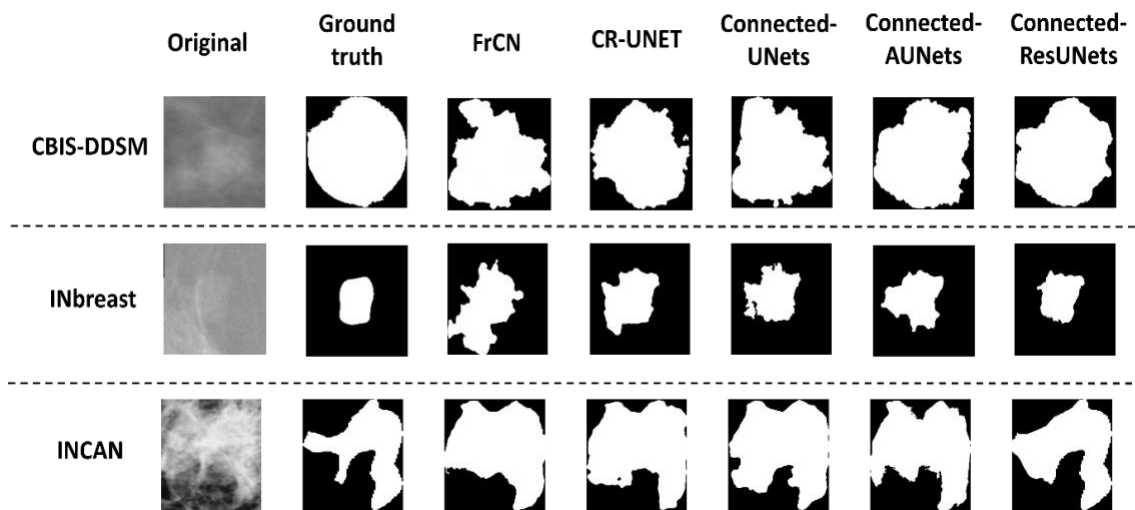 Original
Ground
truth
FrCN
CR-UNET
Connected-
UNets
Connected-
AUNets
Connected-
ResUNets
CBIS-DDSM
INbreast
INCAN